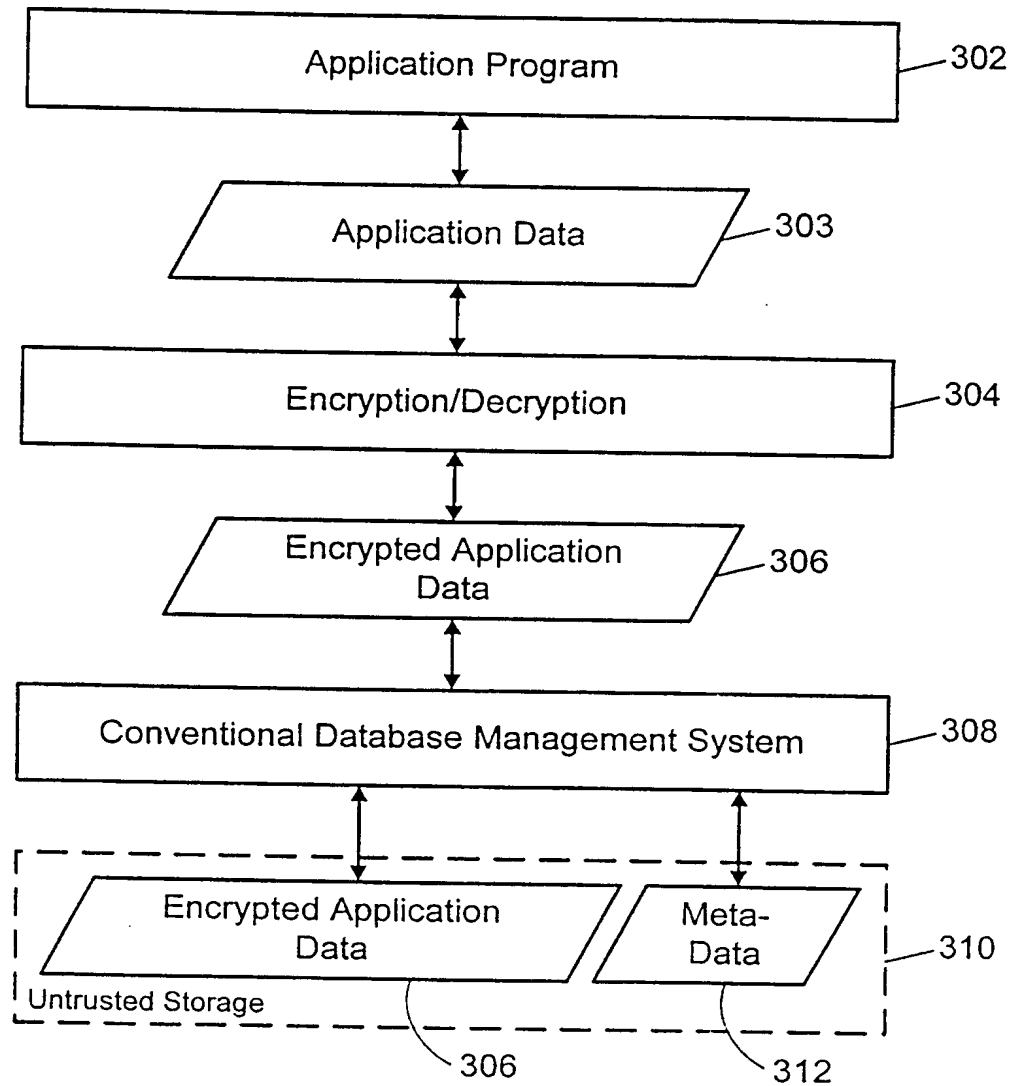 Application Program
302
Application Data
303
Encryption/Decryption
304
Encrypted Application
Data
306
Conventional Database Management System
308
Encrypted Application
Data
Meta-
Data
310
Untrusted Storage
306
312